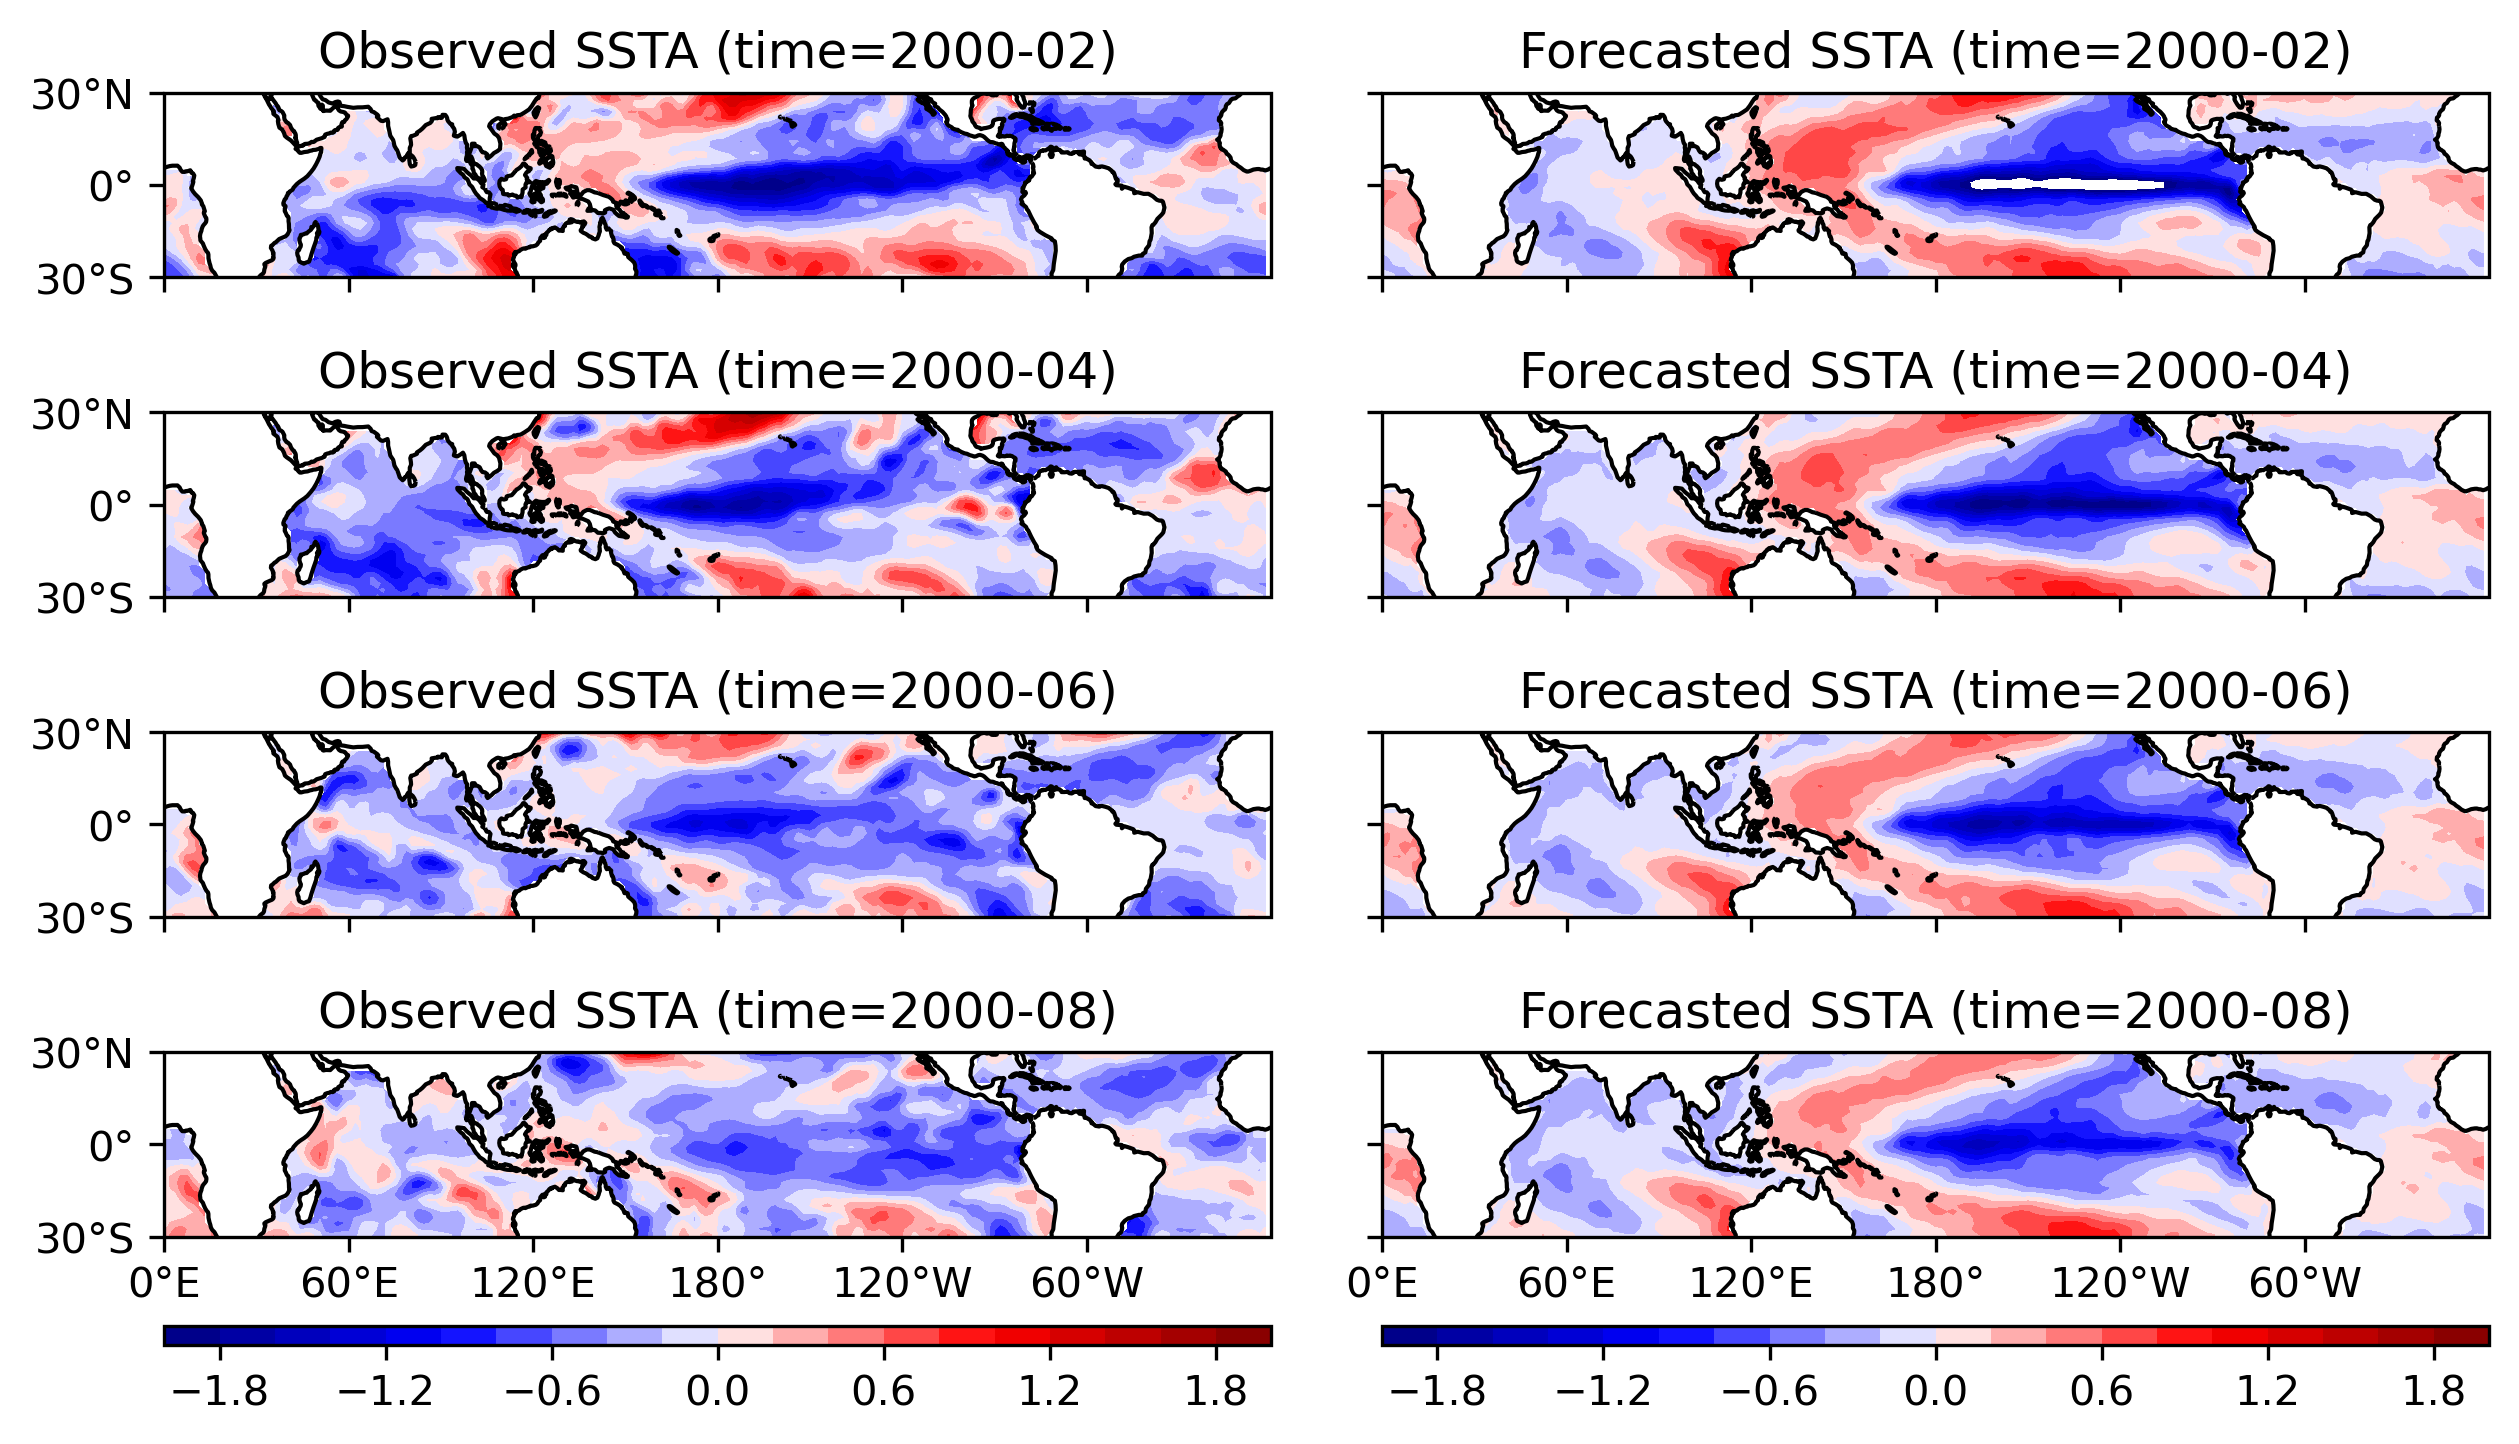 Observed SSTA (time=2000-02)
Forecasted SSTA (time=2000-02)
30°N
0°
30°S
Observed SSTA (time=2000-04)
Forecasted SSTA (time=2000-04)
30°N
0°
30°S
Observed SSTA (time=2000-06)
Forecasted SSTA (time=2000-06)
30°N
0°
30°S
Observed SSTA (time=2000-08)
Forecasted SSTA (time=2000-08)
30°N
0°
30°S
0°E 60°E 120°E 180° 120°W 60°W
0°E 60°E 120°E 180° 120°W 60°W
−1.8 −1.2 −0.6 0.0 0.6 1.2 1.8
−1.8 −1.2 −0.6 0.0 0.6 1.2 1.8